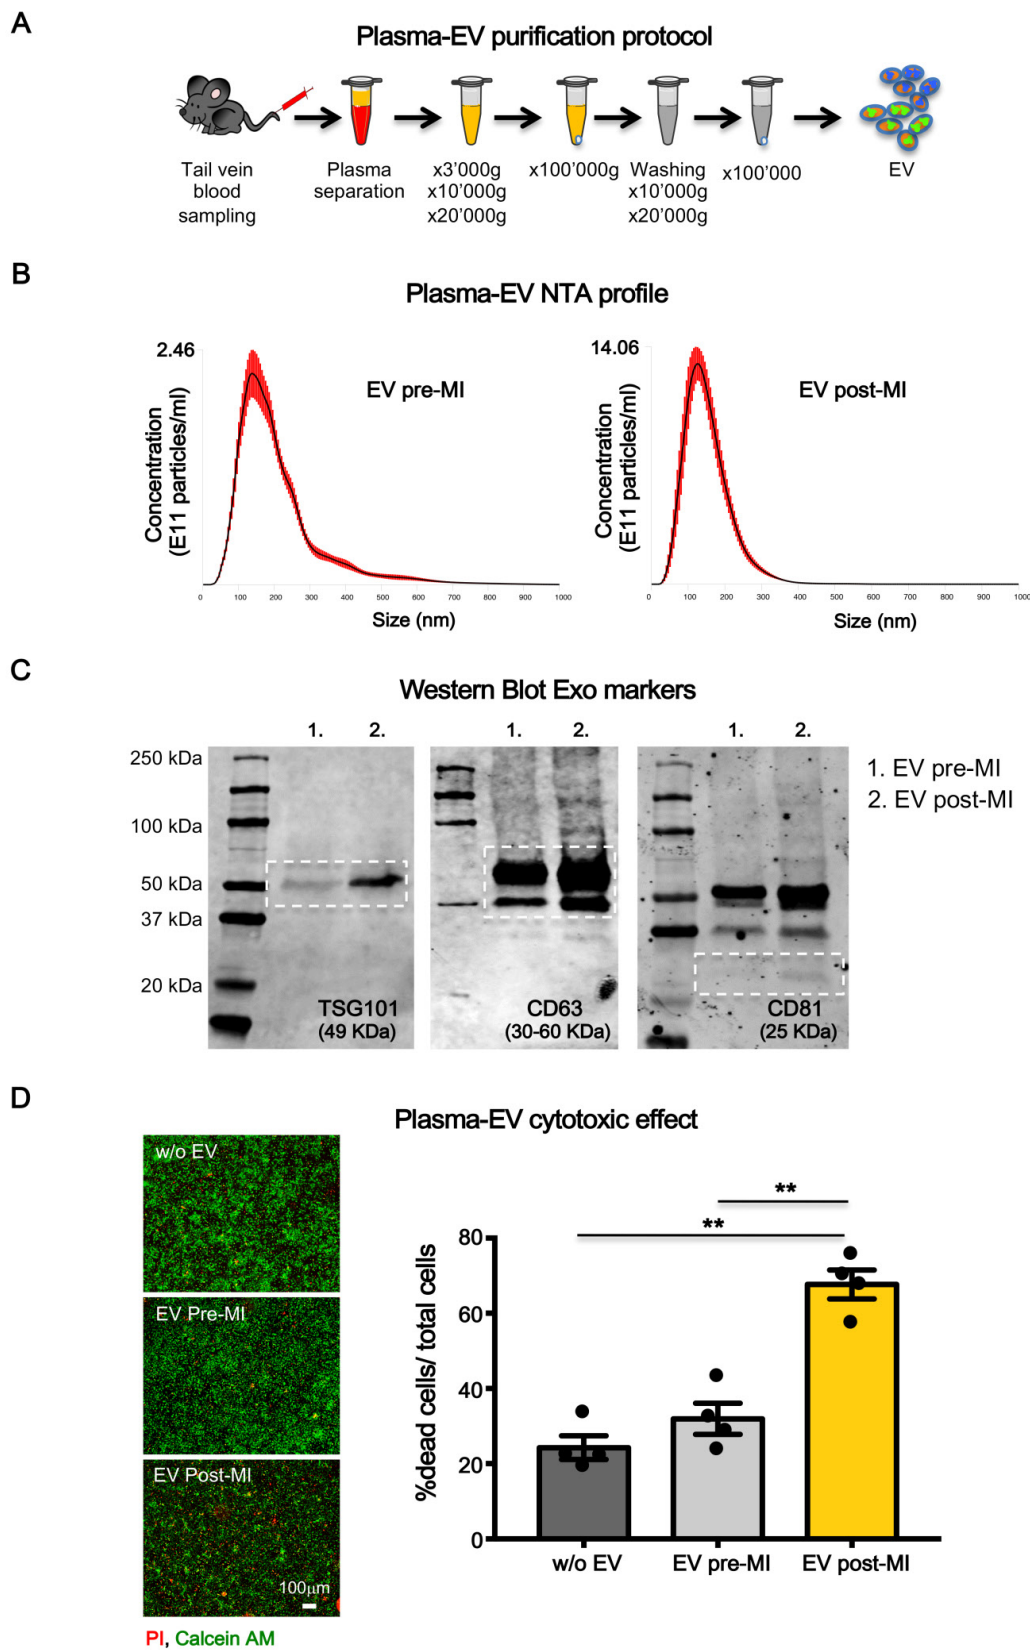 A
Plasma-EV purification protocol
Tail vein
blood
sampling
Plasma
separation
x3'000g
x10'000g
x20'000g
x100'000g
Washing
x10'000g
x20'000g
x100'000
EV
B
Plasma-EV NTA profile
2.46
Concentration
(E11 particles/ml)
EV pre-MI
0 100 200 300 400 500 600 700 800 900 1000
Size (nm)
14.06
Concentration
(E11 particles/ml)
EV post-MI
0 100 200 300 400 500 600 700 800 900 1000
Size (nm)
C
Western Blot Exo markers
1. 2. 1. 2. 1. 2.
250 kDa
100 kDa
50 kDa
37 kDa
20 kDa
TSG101
(49 KDa)
CD63
(30-60 KDa)
CD81
(25 KDa)
1. EV pre-MI
2. EV post-MI
D
Plasma-EV cytotoxic effect
w/o EV
EV Pre-MI
EV Post-MI
100μm
PI, Calcein AM
%dead cells/ total cells
80
60
40
20
0
**
**
w/o EV EV pre-MI EV post-MI